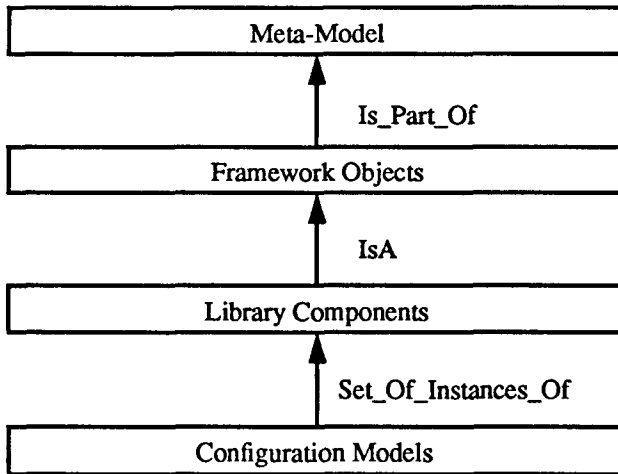 Meta-Model
Is_Part_Of
Framework Objects
IsA
Library Components
Set_Of_Instances_Of
Configuration Models